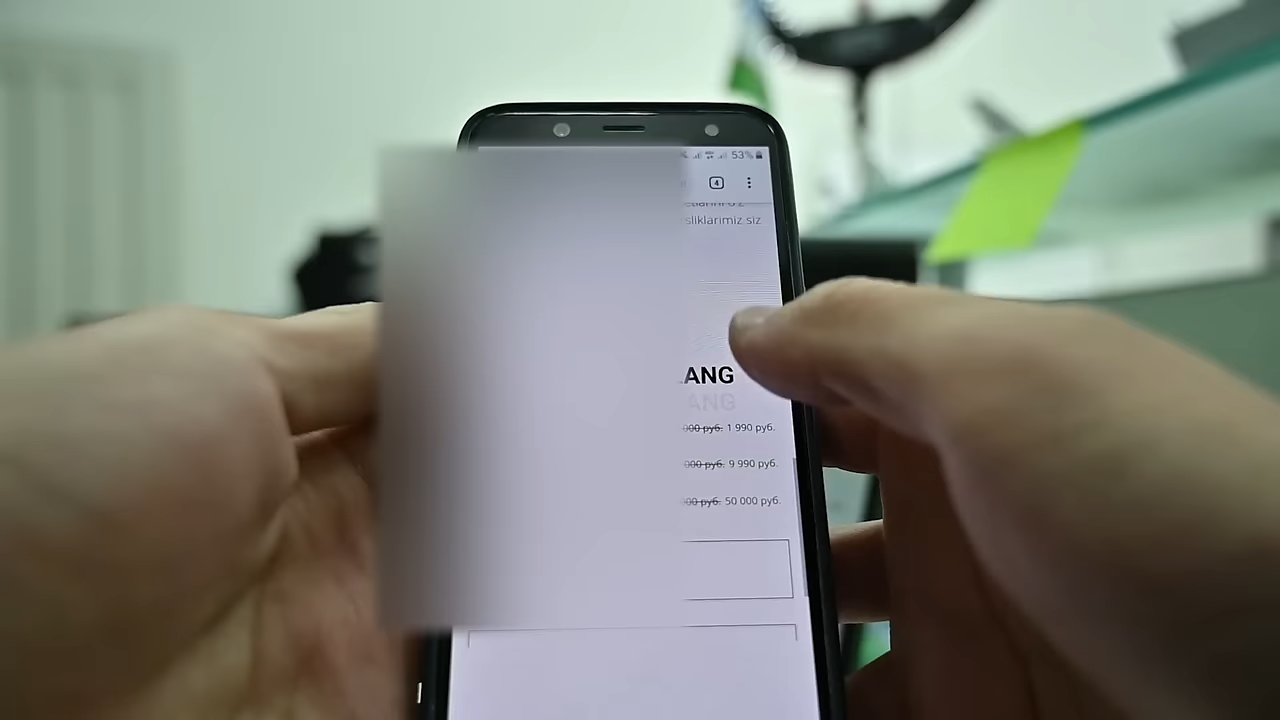 53%
4
sliklarimiz siz
ANG
ANG
000 руб. 1 990 руб.
000 руб. 9 990 руб.
00 руб. 50 000 руб.